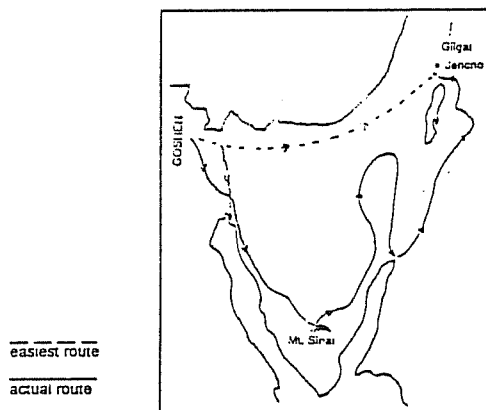 Gilgal
Jericho
GOSHEN
Mt. Sinai
easiest route
actual route